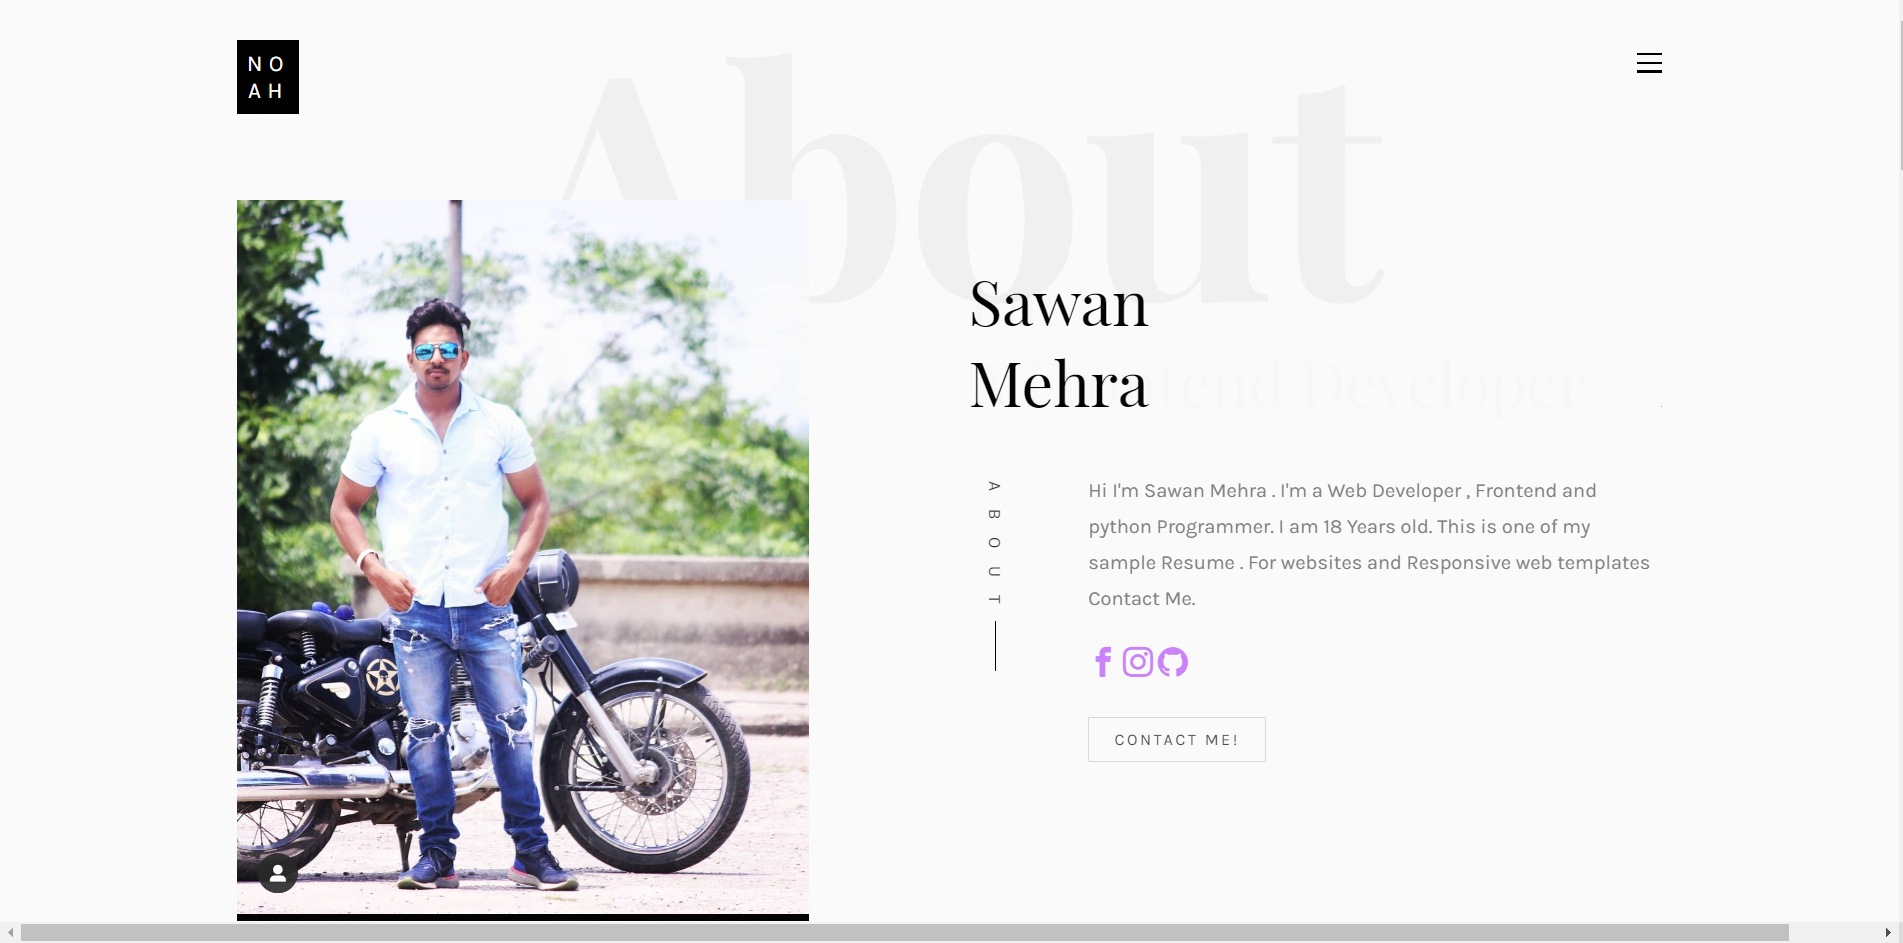 NO
AH
About
Sawan
Mehra
tend Developer
ABOUT
Hi I'm Sawan Mehra . I'm a Web Developer , Frontend and
python Programmer. I am 18 Years old. This is one of my
sample Resume . For websites and Responsive web templates
Contact Me.
CONTACT ME!